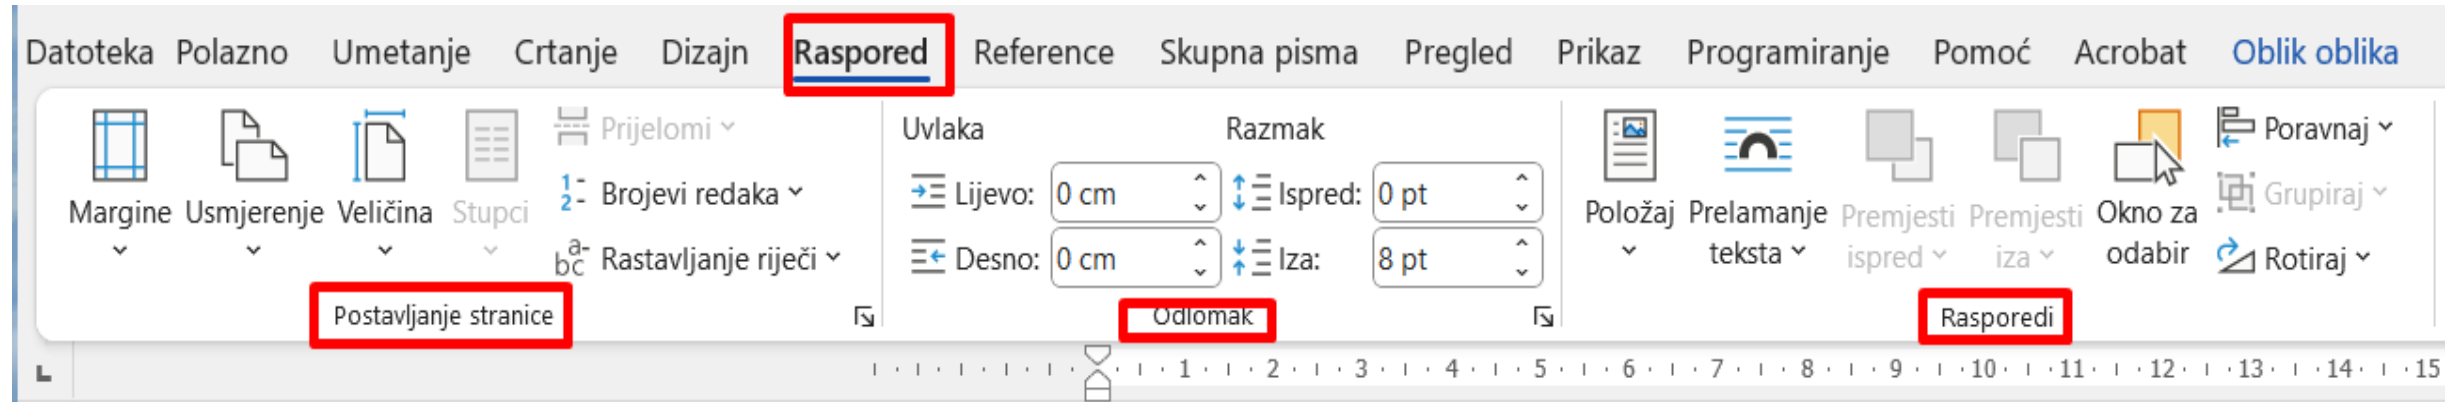 Datoteka Polazno Umetanje Crtanje Dizajn Raspored Reference Skupna pisma Pregled Prikaz Programiranje Pomoć Acrobat Oblik oblika
Margine
Usmjerenje
Veličina
Stupci
Prijelomi
1- 2- Brojevi redaka
a- bc Rastavljanje riječi
Postavljanje stranice
Uvlaka
Razmak
Lijevo: 0 cm
Ispred: 0 pt
Desno: 0 cm
Iza: 8 pt
Odlomak
Položaj
Prelamanje
teksta
Premjesti
ispred
Premjesti
iza
Okno za
odabir
Poravnaj
Grupiraj
Rotiraj
Rasporedi
1 2 3 4 5 6 7 8 9 10 11 12 13 14 15